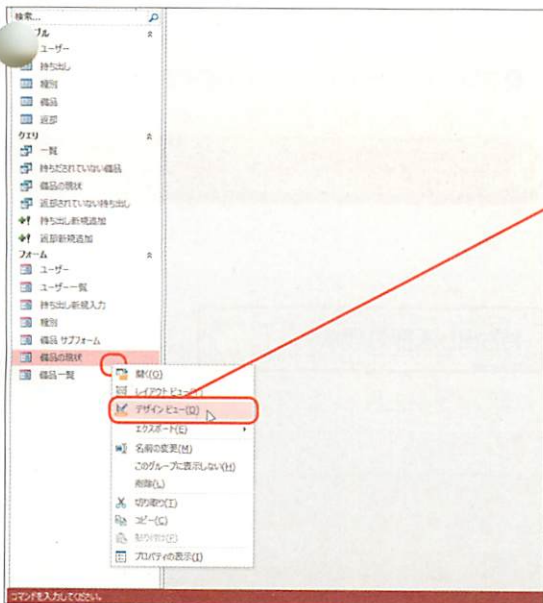 検索...
ユーザー
持ち出し
種別
備品
返却
クエリ
一覧
持ちだされていない備品
備品の現状
返却されていない持ち出し
持ち出し新規追加
返却新規追加
フォーム
ユーザー
ユーザー一覧
持ち出し新規入力
種別
備品 サブフォーム
備品の現状
備品一覧
開く(O)
レイアウト ビュー(Y)
デザイン ビュー(D)
エクスポート(E)
名前の変更(M)
このグループに表示しない(H)
削除(L)
切り取り(T)
コピー(C)
貼り付け(P)
プロパティの表示(I)
コマンドを入力してください。